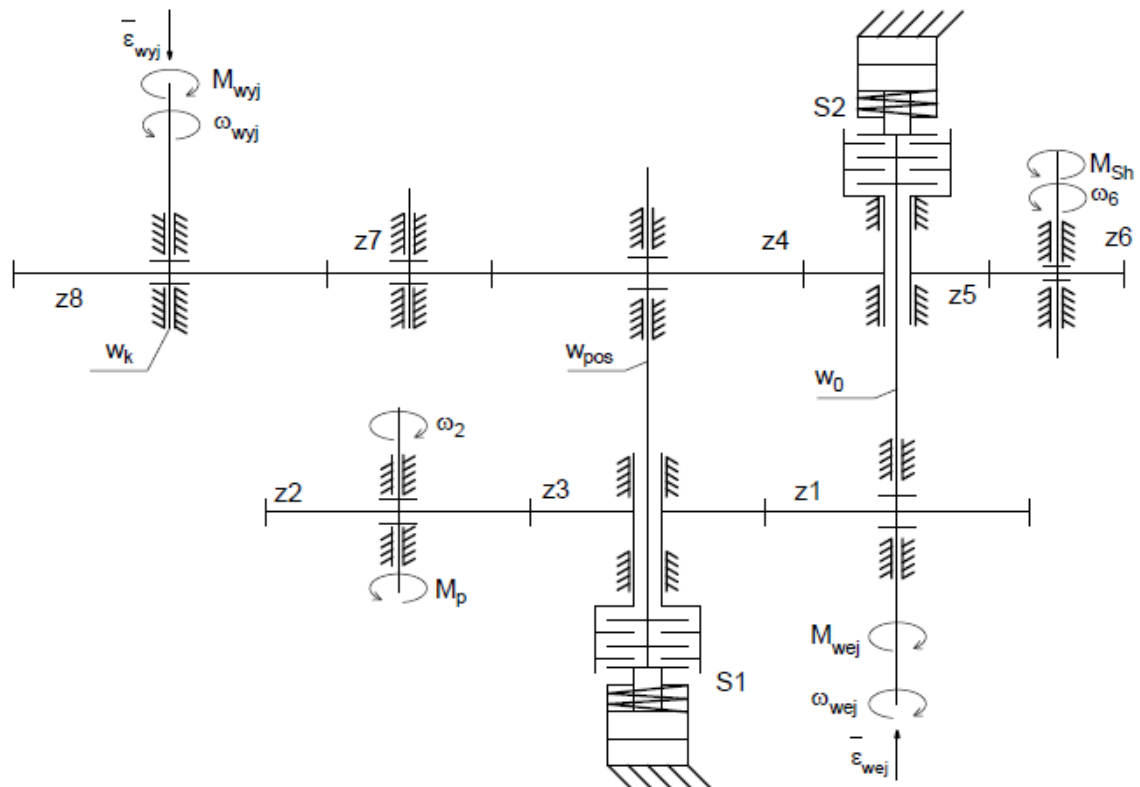 ε̄wyj
Mwyj
ωwyj
S2
MSh
ω6
z7
z4
z6
z8
z5
wk
wpos
w0
ω2
z2
z3
z1
Mp
Mwej
S1
ωwej
ε̄wej